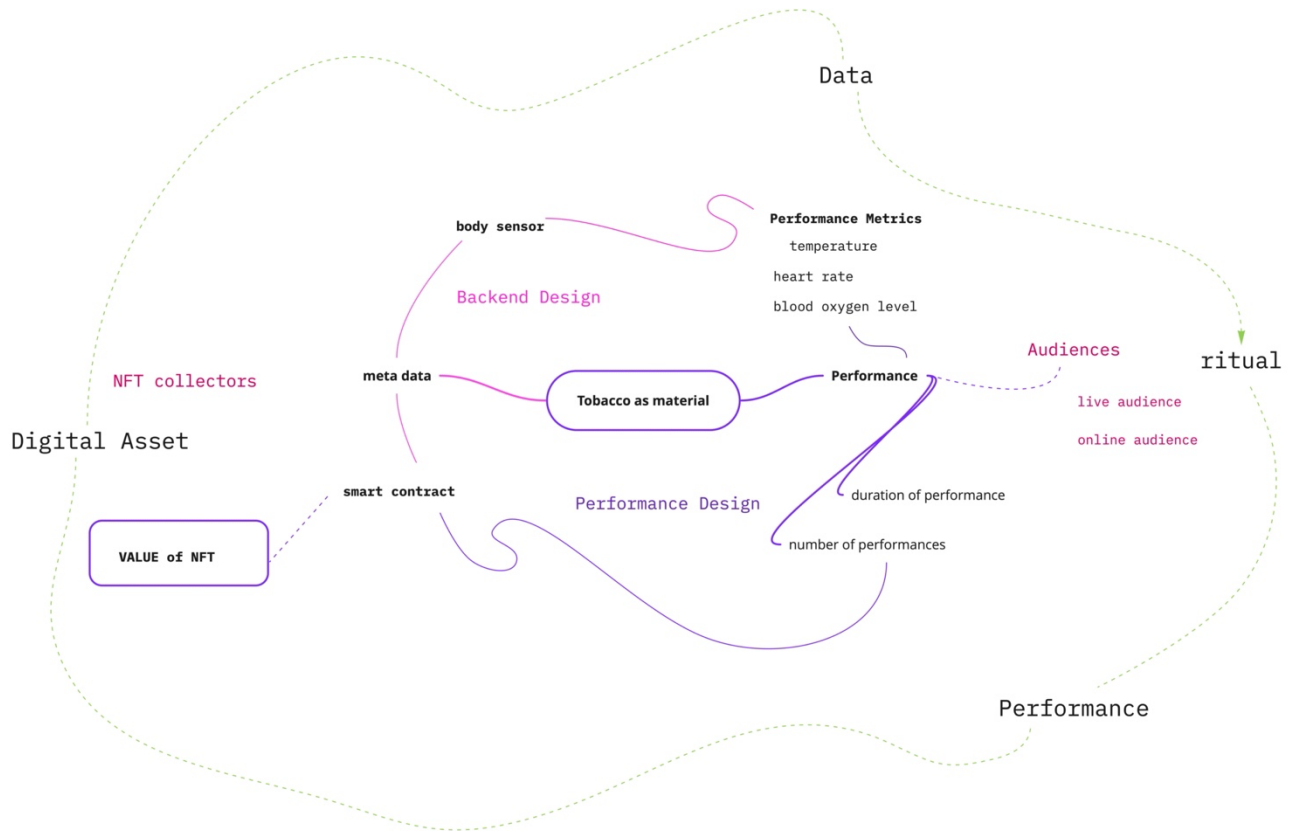 Data
body sensor
Performance Metrics
temperature
heart rate
blood oxygen level
Backend Design
Audiences
ritual
NFT collectors
meta data
Tobacco as material
Performance
live audience
online audience
Digital Asset
smart contract
Performance Design
duration of performance
VALUE of NFT
number of performances
Performance